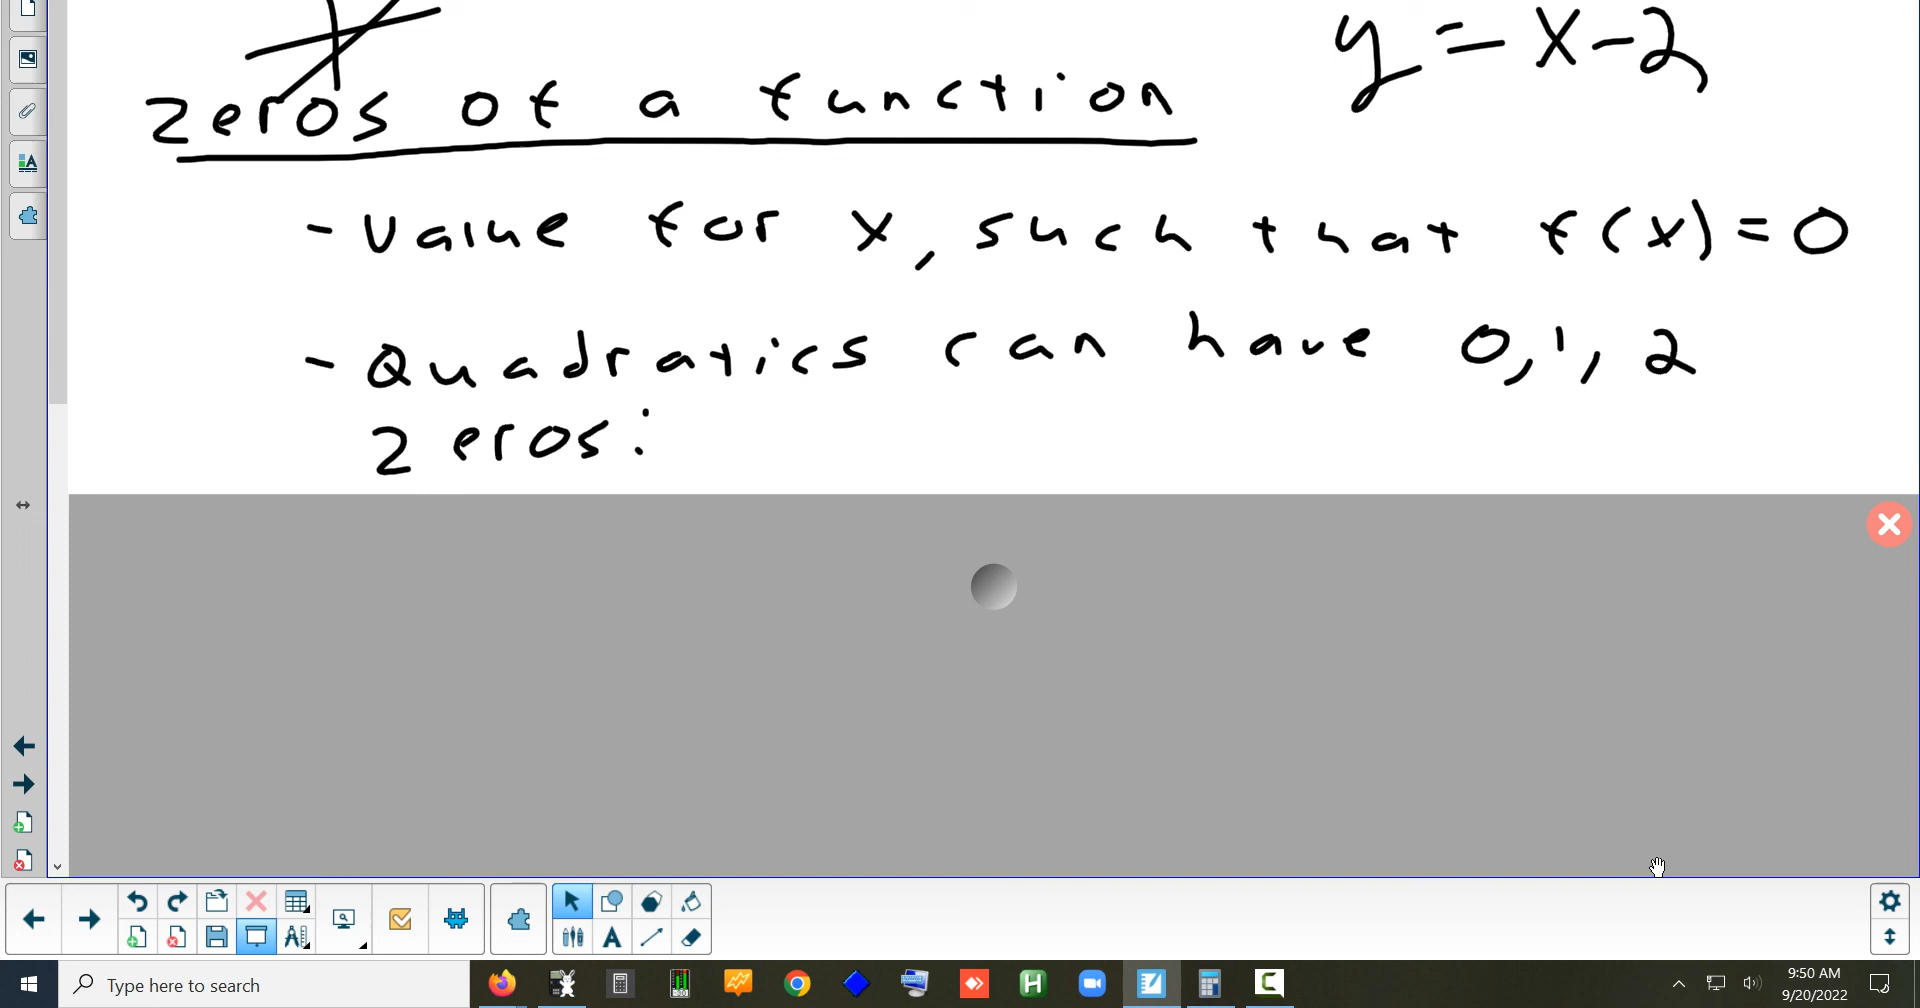 y = x - 2
zeros of a function
- Value for x, such that f(x) = 0
- Quadratics can have 0, 1, 2
zeros:
Type here to search
9:50 AM
9/20/2022